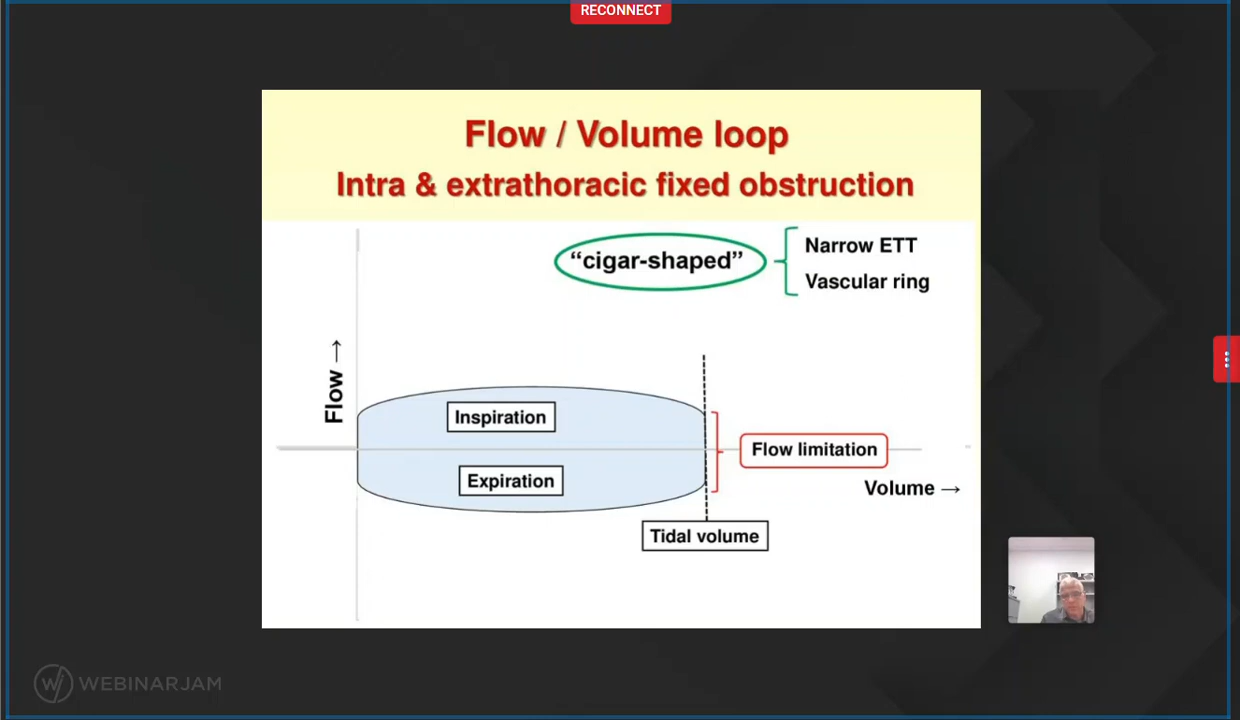 RECONNECT
Flow / Volume loop
Intra & extrathoracic fixed obstruction
“cigar-shaped”
Narrow ETT
Vascular ring
Flow →
Inspiration
Expiration
Flow limitation
Volume →
Tidal volume
WEBINARJAM